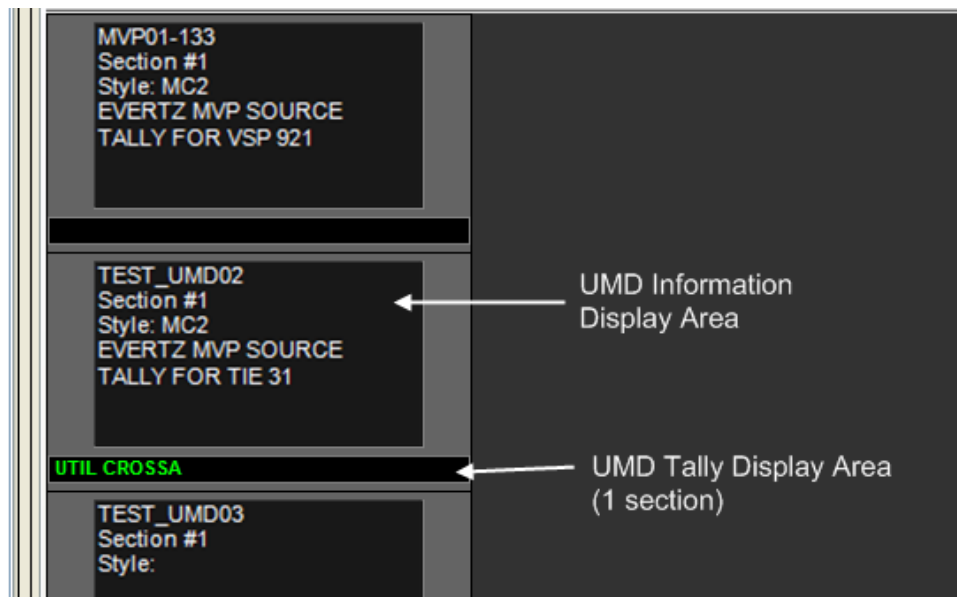 MVP01-133
Section #1
Style: MC2
EVERTZ MVP SOURCE
TALLY FOR VSP 921
TEST_UMD02
Section #1
Style: MC2
EVERTZ MVP SOURCE
TALLY FOR TIE 31
UMD Information
Display Area
UTIL CROSSA
UMD Tally Display Area
(1 section)
TEST_UMD03
Section #1
Style: